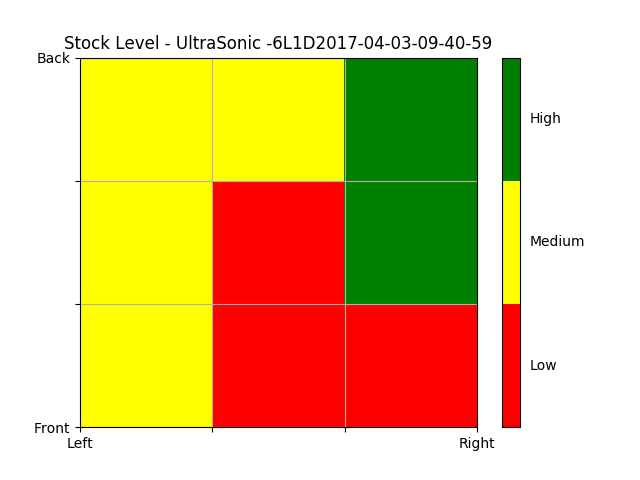 Stock Level - UltraSonic -6L1D2017-04-03-09-40-59
Back
High
Medium
Low
Front
Left
Right